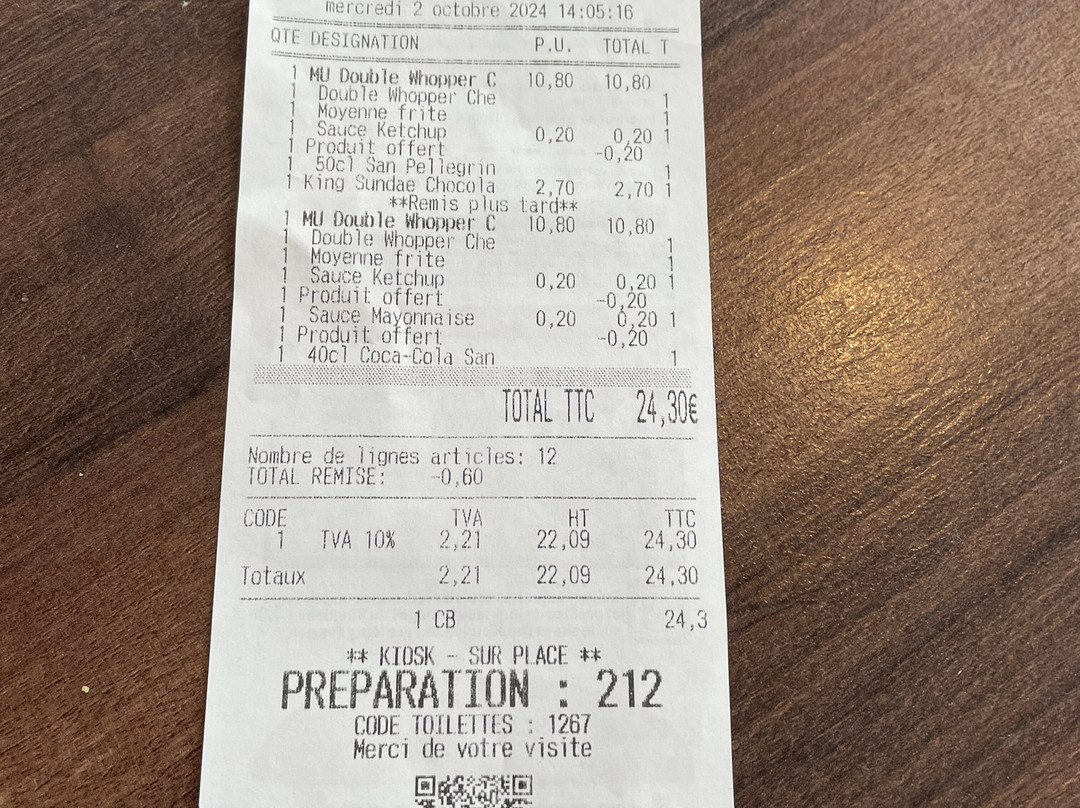 mercredi 2 octobre 2024 14:05:16
QTE DESIGNATION P.U. TOTAL T
1 MU Double Whopper C 10,80 10,80
1 Double Whopper Che 1
1 Moyenne frite 1
1 Sauce Ketchup 0,20 0,20 1
1 Produit offert -0,20
1 50cl San Pellegrin 1
1 King Sundae Chocola 2,70 2,70 1
**Remis plus tard**
1 MU Double Whopper C 10,80 10,80
1 Double Whopper Che 1
1 Moyenne frite 1
1 Sauce Ketchup 0,20 0,20 1
1 Produit offert -0,20
1 Sauce Mayonnaise 0,20 0,20 1
1 Produit offert -0,20
1 40cl Coca-Cola San 1
TOTAL TTC 24,30€
Nombre de lignes articles: 12
TOTAL REMISE: -0,60
CODE TVA HT TTC
1 TVA 10% 2,21 22,09 24,30
Totaux 2,21 22,09 24,30
1 CB 24,3
** KIOSK - SUR PLACE **
PREPARATION : 212
CODE TOILETTES : 1267
Merci de votre visite